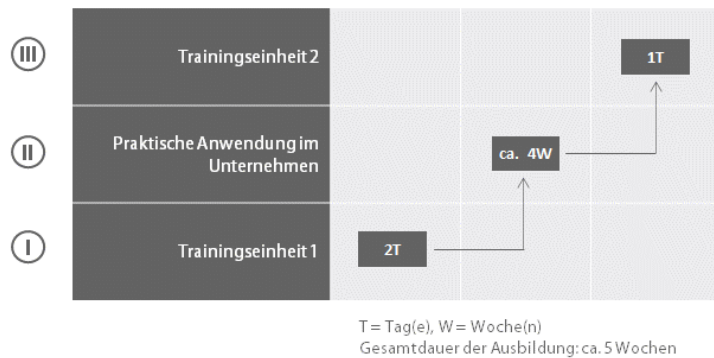 III
Trainingseinheit 2
1T
II
Praktische Anwendung im
Unternehmen
ca. 4W
I
Trainingseinheit 1
2T
T = Tag(e), W = Woche(n)
Gesamtdauer der Ausbildung: ca. 5 Wochen